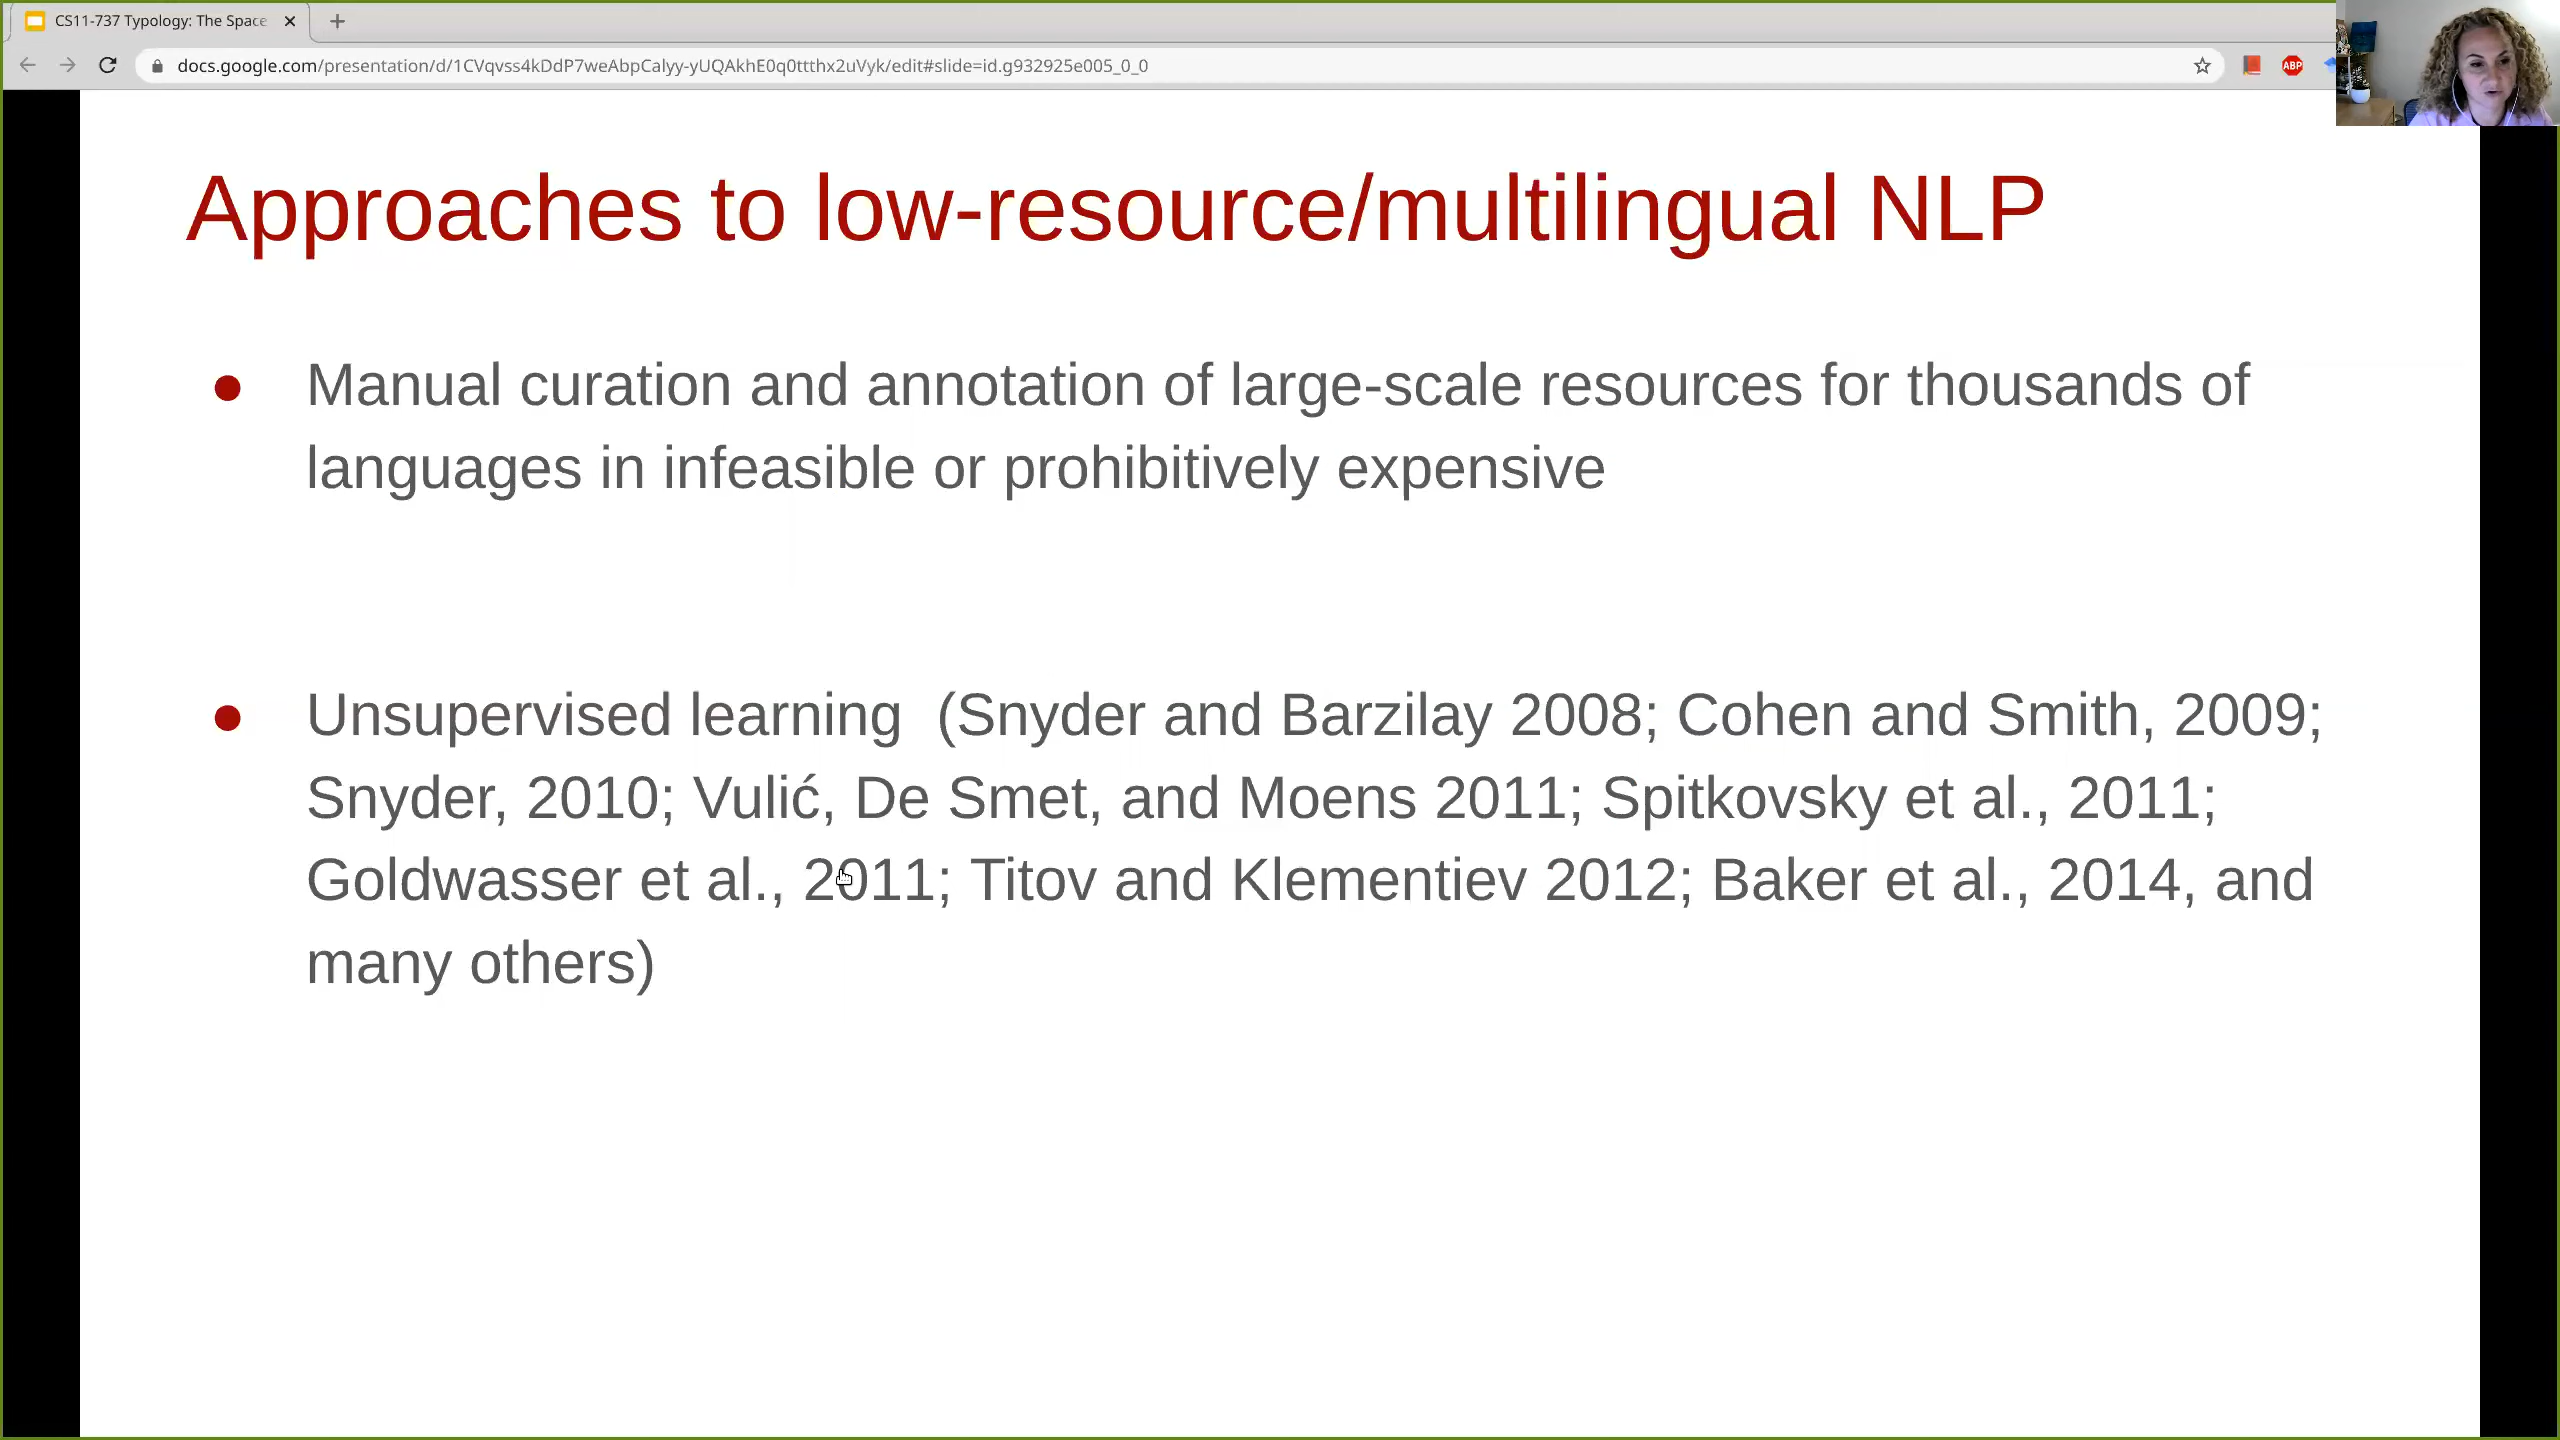 CS11-737 Typology: The Space
docs.google.com/presentation/d/1CVqvss4kDdP7weAbpCalyy-yUQAkhE0q0ttthx2uVyk/edit#slide=id.g932925e005_0_0
ABP
Approaches to low-resource/multilingual NLP
Manual curation and annotation of large-scale resources for thousands of
languages in infeasible or prohibitively expensive
Unsupervised learning (Snyder and Barzilay 2008; Cohen and Smith, 2009;
Snyder, 2010; Vulić, De Smet, and Moens 2011; Spitkovsky et al., 2011;
Goldwasser et al., 2011; Titov and Klementiev 2012; Baker et al., 2014, and
many others)